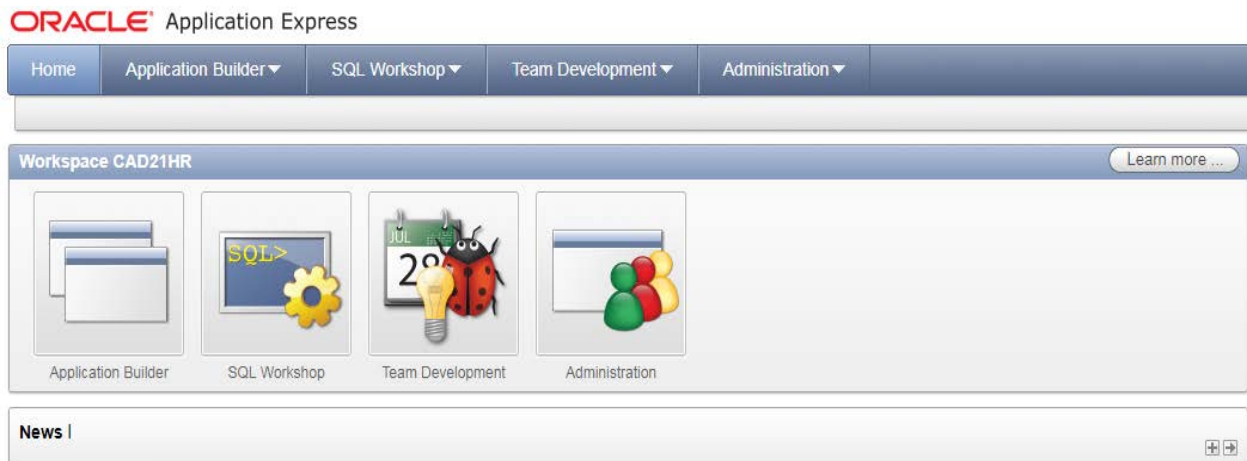 ORACLE® Application Express
Home Application Builder SQL Workshop Team Development Administration
Workspace CAD21HR Learn more ...
SQL>
JUL
28
Application Builder SQL Workshop Team Development Administration
News |